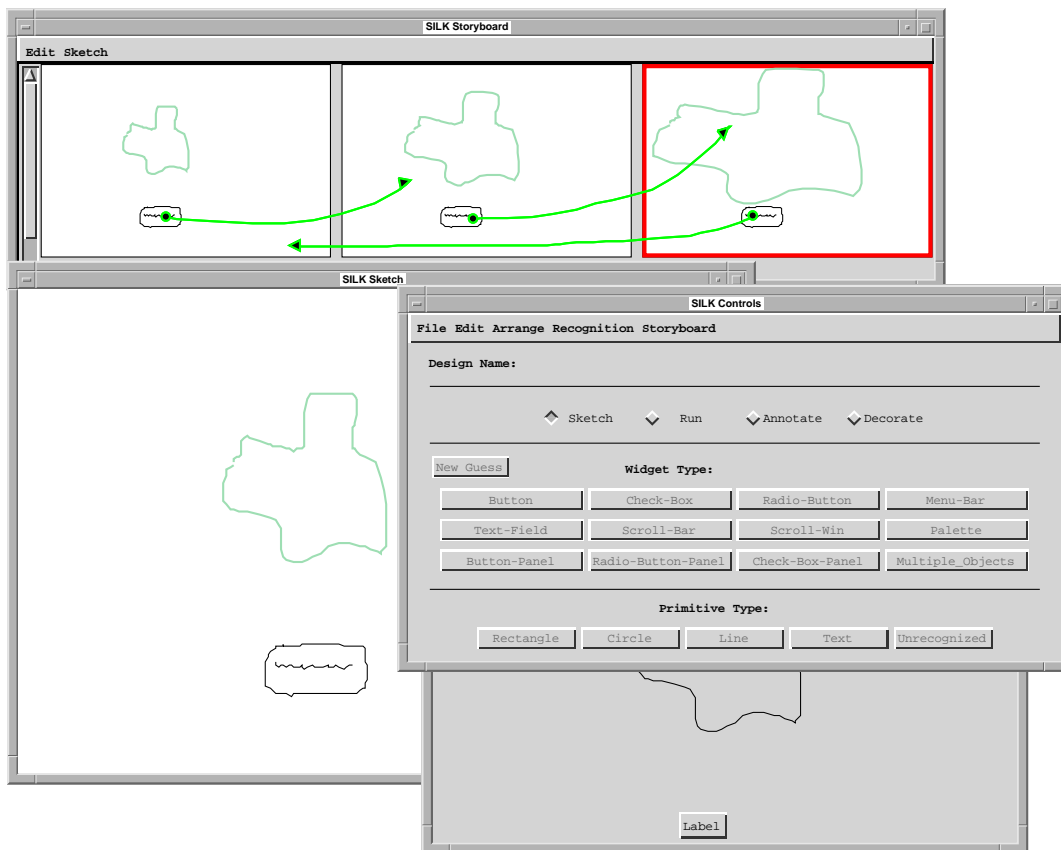 SILK Storyboard
Edit Sketch
SILK Sketch
SILK Controls
File Edit Arrange Recognition Storyboard
Design Name:
Sketch Run Annotate Decorate
New Guess Widget Type:
Button Check-Box Radio-Button Menu-Bar
Text-Field Scroll-Bar Scroll-Win Palette
Button-Panel Radio-Button-Panel Check-Box-Panel Multiple_Objects
Primitive Type:
Rectangle Circle Line Text Unrecognized
Label